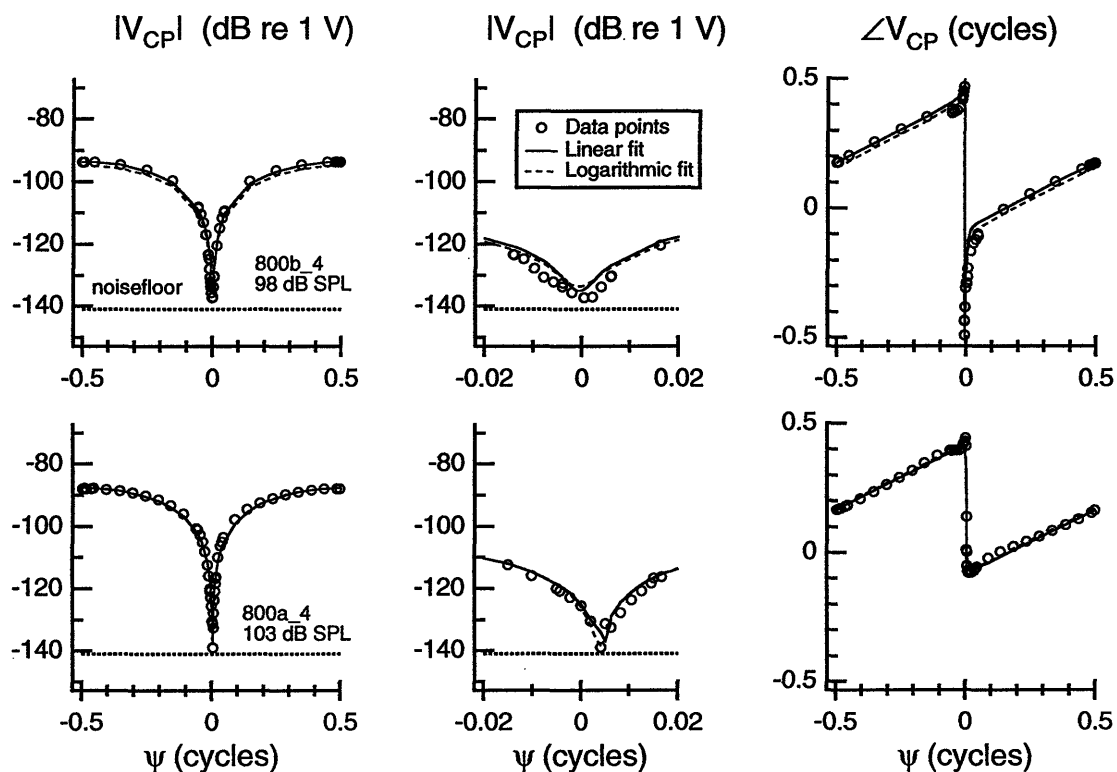 |V_CP| (dB re 1 V)
|V_CP| (dB re 1 V)
∠V_CP (cycles)
-80
-100
-120
-140
noisefloor
800b_4
98 dB SPL
-0.5
0
0.5
-80
-100
-120
-140
Data points
Linear fit
Logarithmic fit
-0.02
0
0.02
0.5
0
-0.5
-0.5
0
0.5
-80
-100
-120
-140
800a_4
103 dB SPL
-0.5
0
0.5
ψ (cycles)
-80
-100
-120
-140
-0.02
0
0.02
ψ (cycles)
0.5
0
-0.5
-0.5
0
0.5
ψ (cycles)